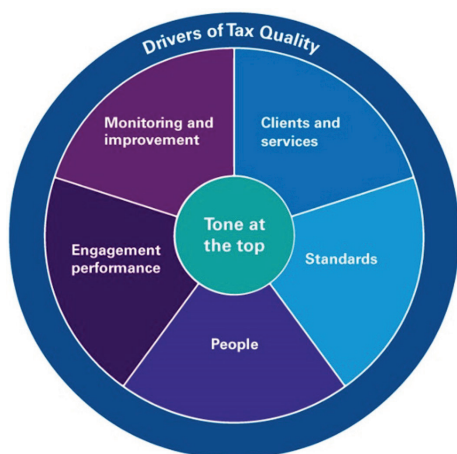 Drivers of Tax Quality
Monitoring and
improvement
Clients and
services
Tone at
the top
Engagement
performance
Standards
People